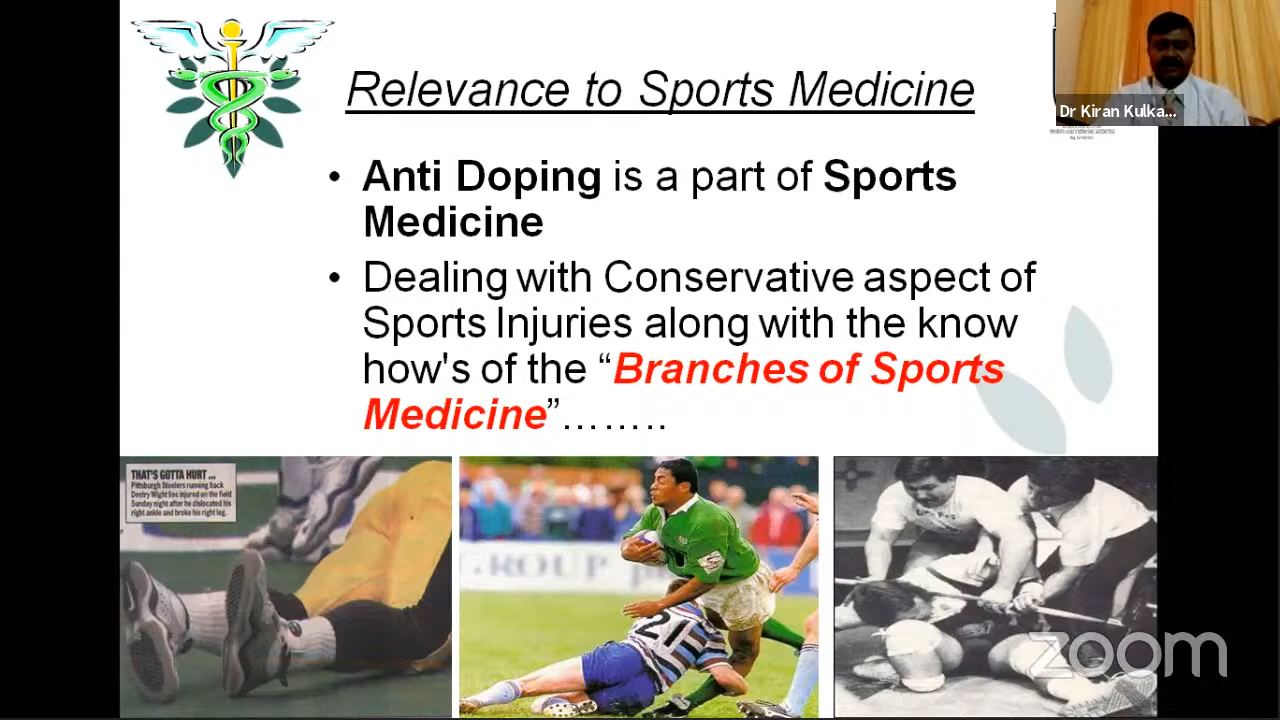 Relevance to Sports Medicine
Dr Kiran Kulka...
• Anti Doping is a part of Sports
Medicine
• Dealing with Conservative aspect of
Sports Injuries along with the know
how's of the “Branches of Sports
Medicine”……..
THAT'S GOTTA HURT ...
Pittsburgh Steelers running back
Destry Wright lies injured on the field
Sunday night after he dislocated his
right ankle and broke his right leg.
GROUP
21
zoom